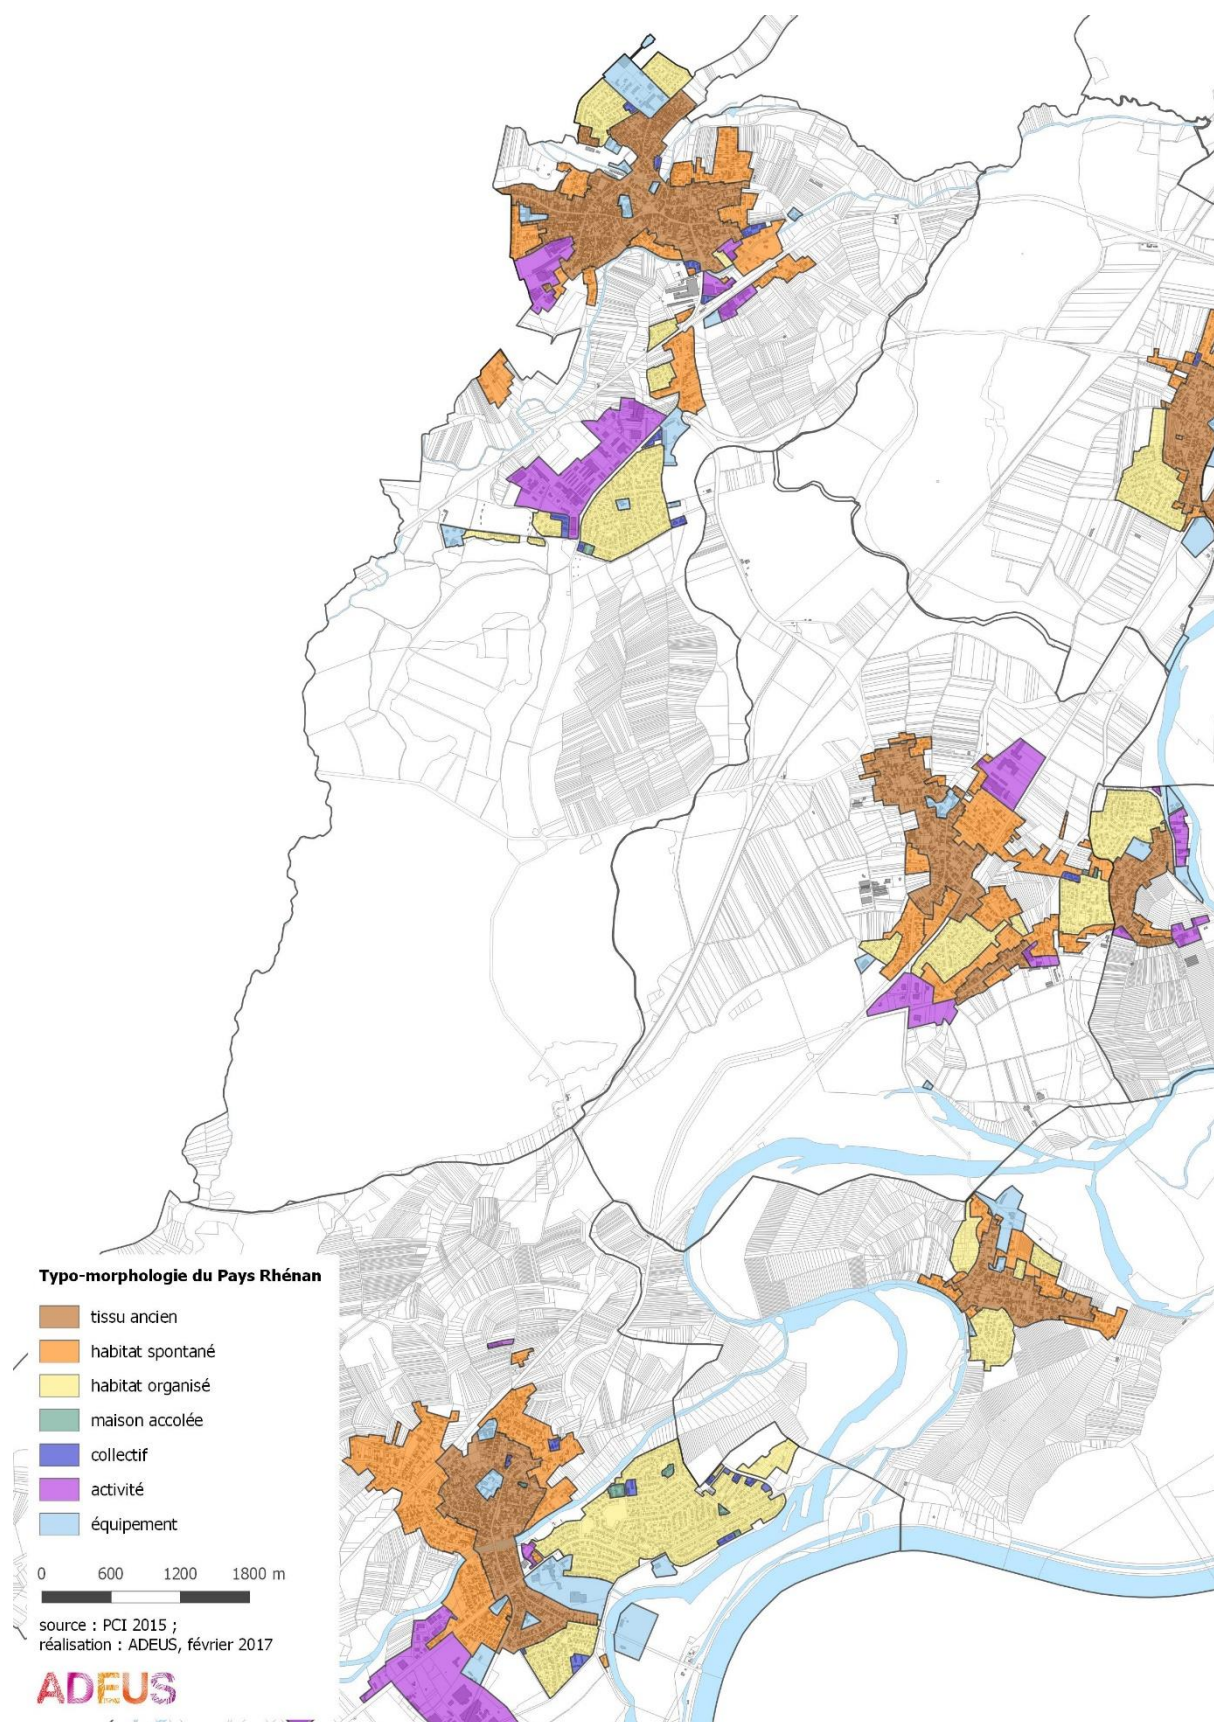 Typo-morphologie du Pays Rhénan
tissu ancien
habitat spontané
habitat organisé
maison accolée
collectif
activité
équipement
0 600 1200 1800 m
source : PCI 2015 ;
réalisation : ADEUS, février 2017
ADEUS